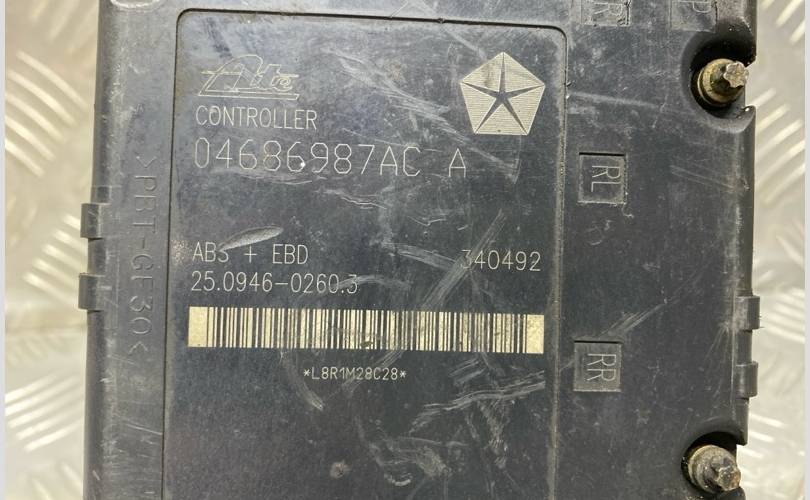 Ate
CONTROLLER
04686987AC A
ABS + EBD 340492
25.0946-0260.3
*L8R1M28C28*
>PBT-GF30<
RL
RR